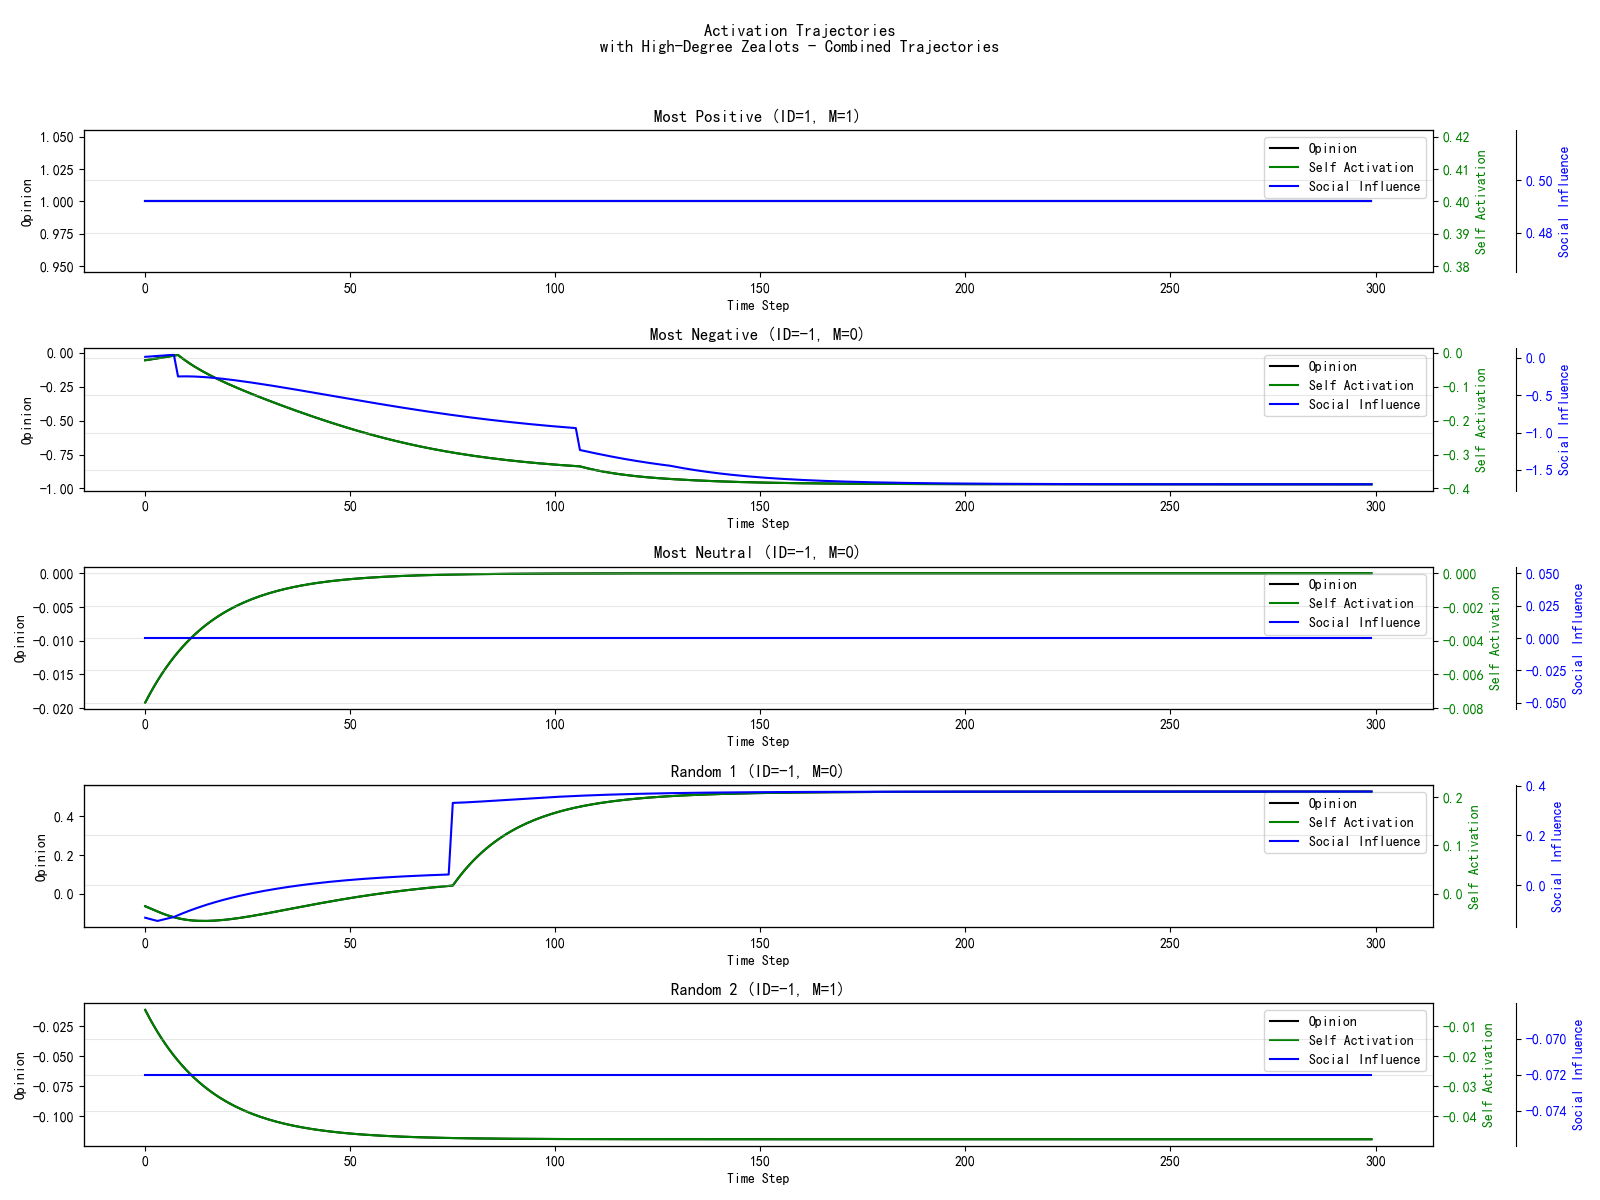 Activation Trajectories
with High-Degree Zealots - Combined Trajectories
Most Positive (ID=1, M=1)
Opinion
1.050
1.025
1.000
0.975
0.950
Opinion
Self Activation
Social Influence
0.42
0.41
0.40
0.39
0.38
Self Activation
0.50
0.48
Social Influence
0 50 100 150 200 250 300
Time Step
Most Negative (ID=-1, M=0)
Opinion
0.00
-0.25
-0.50
-0.75
-1.00
Opinion
Self Activation
Social Influence
0.0
-0.1
-0.2
-0.3
-0.4
Self Activation
0.0
-0.5
-1.0
-1.5
Social Influence
0 50 100 150 200 250 300
Time Step
Most Neutral (ID=-1, M=0)
Opinion
0.000
-0.005
-0.010
-0.015
-0.020
Opinion
Self Activation
Social Influence
0.000
-0.002
-0.004
-0.006
-0.008
Self Activation
0.050
0.025
0.000
-0.025
-0.050
Social Influence
0 50 100 150 200 250 300
Time Step
Random 1 (ID=-1, M=0)
Opinion
0.4
0.2
0.0
Opinion
Self Activation
Social Influence
0.2
0.1
0.0
Self Activation
0.4
0.2
0.0
Social Influence
0 50 100 150 200 250 300
Time Step
Random 2 (ID=-1, M=1)
Opinion
-0.025
-0.050
-0.075
-0.100
Opinion
Self Activation
Social Influence
-0.01
-0.02
-0.03
-0.04
Self Activation
-0.070
-0.072
-0.074
Social Influence
0 50 100 150 200 250 300
Time Step